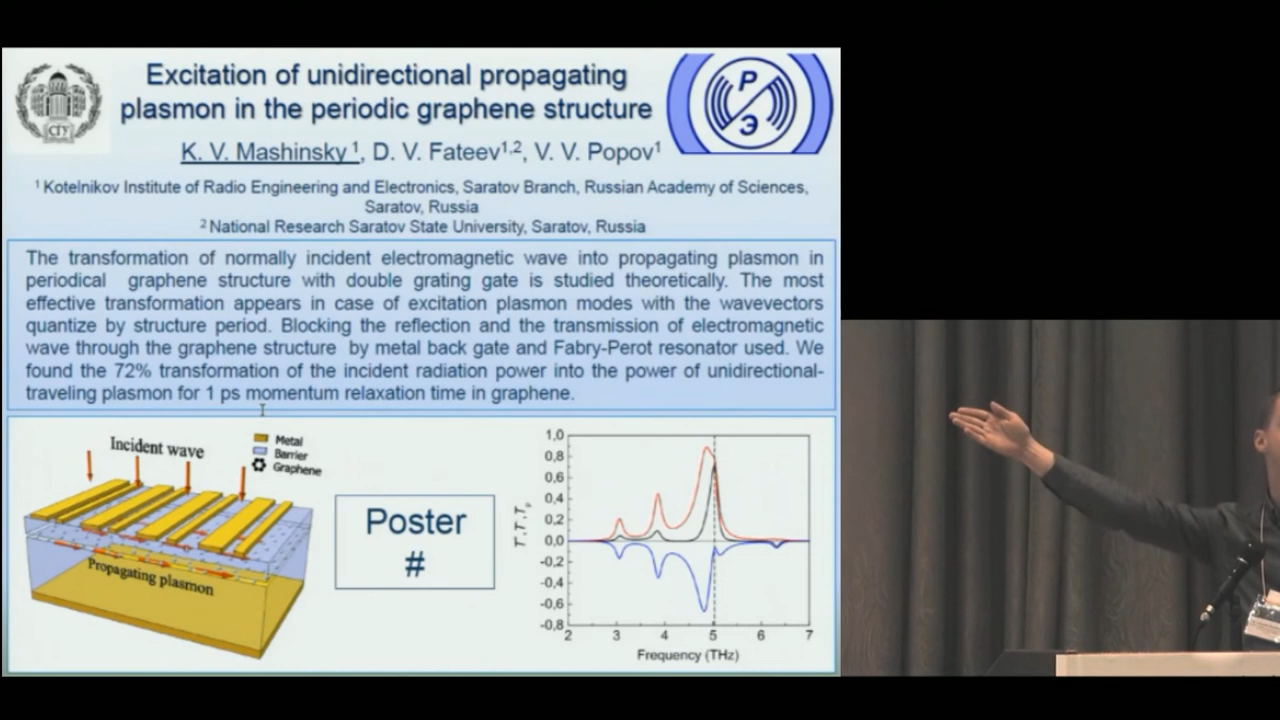 Excitation of unidirectional propagating
plasmon in the periodic graphene structure
K. V. Mashinsky¹, D. V. Fateev¹,², V. V. Popov¹
¹ Kotelnikov Institute of Radio Engineering and Electronics, Saratov Branch, Russian Academy of Sciences,
Saratov, Russia
² National Research Saratov State University, Saratov, Russia
СГУ
Р
Э
The transformation of normally incident electromagnetic wave into propagating plasmon in
periodical graphene structure with double grating gate is studied theoretically. The most
effective transformation appears in case of excitation plasmon modes with the wavevectors
quantize by structure period. Blocking the reflection and the transmission of electromagnetic
wave through the graphene structure by metal back gate and Fabry-Perot resonator used. We
found the 72% transformation of the incident radiation power into the power of unidirectional-
traveling plasmon for 1 ps momentum relaxation time in graphene.
Incident wave
Metal
Barrier
Graphene
Propagating plasmon
Poster
#
1,0
0,8
0,6
0,4
0,2
0,0
-0,2
-0,4
-0,6
-0,8
2 3 4 5 6 7
Frequency (THz)